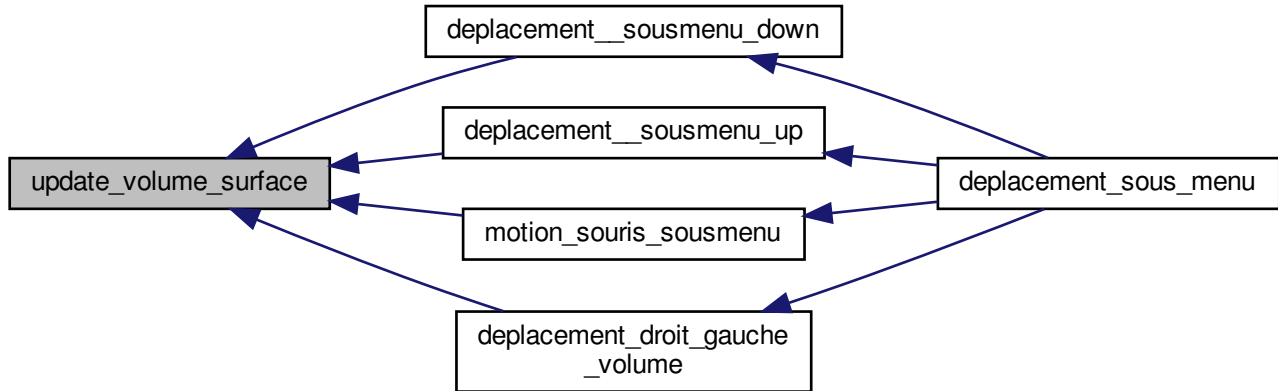 deplacement__sousmenu_down
deplacement__sousmenu_up
update_volume_surface
deplacement_sous_menu
motion_souris_sousmenu
deplacement_droit_gauche
_volume